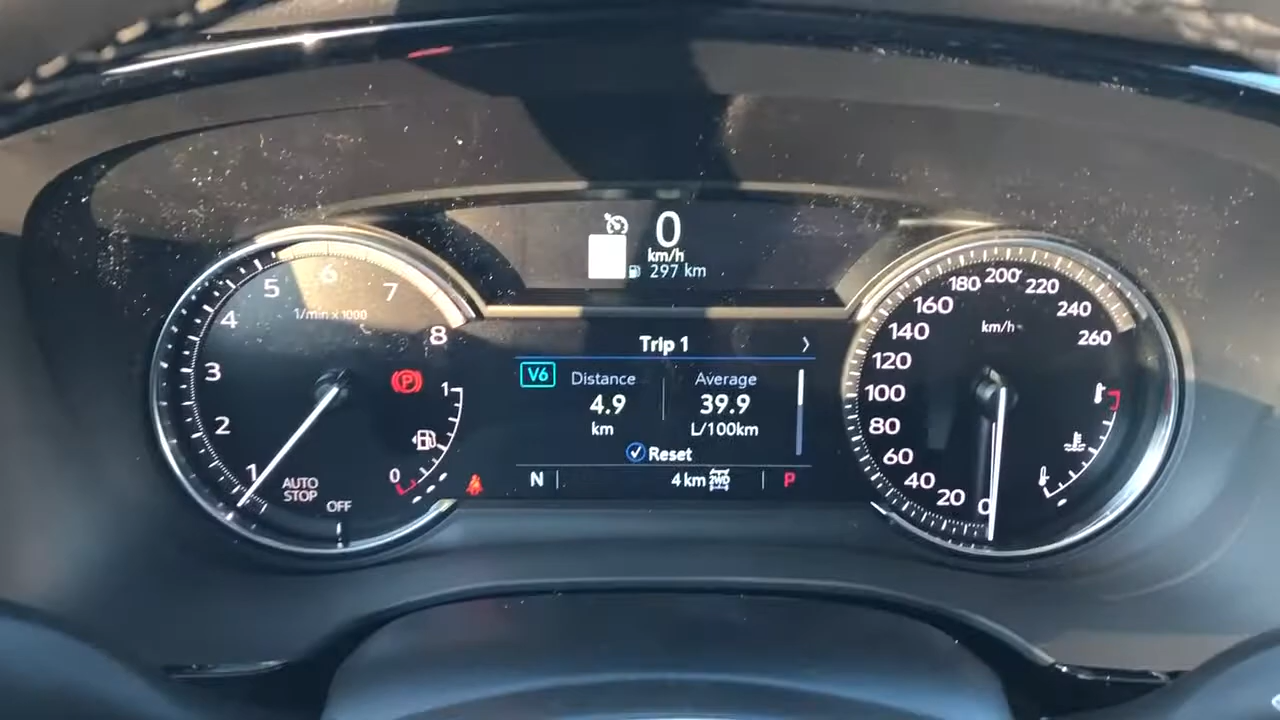 0
km/h
297 km
1
2
3
4
5
6
7
8
1/min x 1000
P
1
0
AUTO
STOP
OFF
Trip 1
V6
Distance
4.9
km
Average
39.9
L/100km
Reset
N
4 km
2WD
P
0
20
40
60
80
100
120
140
160
180
200
220
240
260
km/h